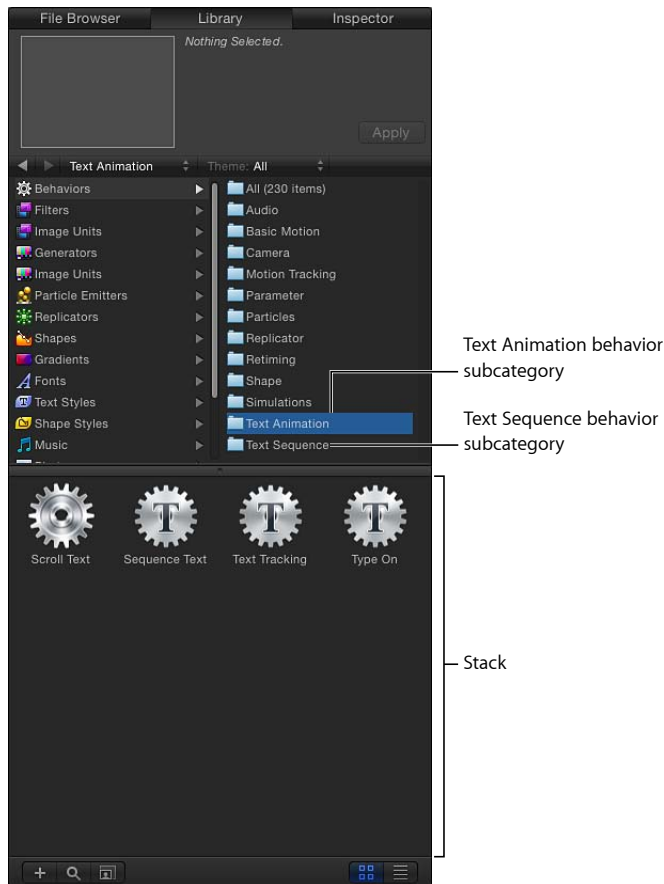 File Browser Library Inspector
Nothing Selected.
Apply
Text Animation Theme: All
Behaviors
Filters
Image Units
Generators
Image Units
Particle Emitters
Replicators
Shapes
Gradients
Fonts
Text Styles
Shape Styles
Music
All (230 items)
Audio
Basic Motion
Camera
Motion Tracking
Parameter
Particles
Replicator
Retiming
Shape
Simulations
Text Animation
Text Sequence
Text Animation behavior
subcategory
Text Sequence behavior
subcategory
Scroll Text Sequence Text Text Tracking Type On
Stack